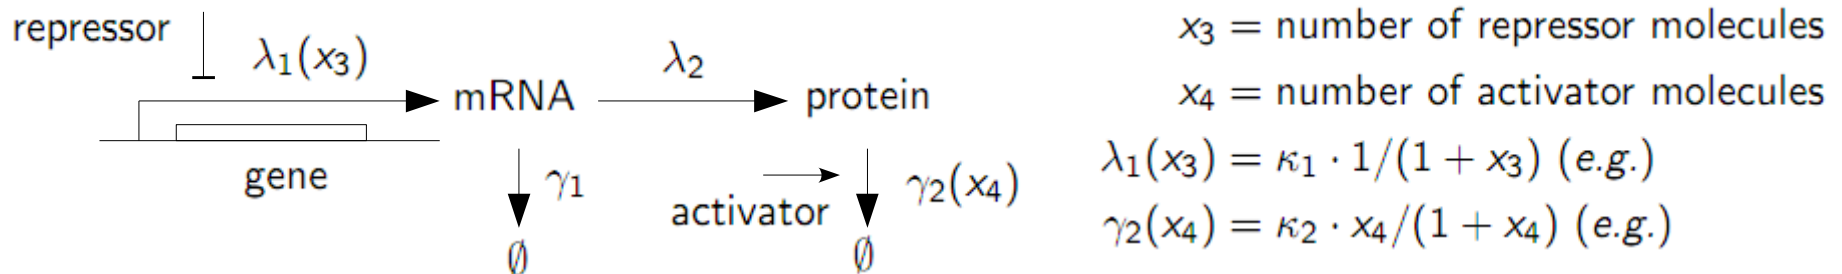 repressor
λ₁(x₃)
λ₂
mRNA
protein
gene
γ₁
activator
γ₂(x₄)
∅
∅
x₃ = number of repressor molecules
x₄ = number of activator molecules
λ₁(x₃) = κ₁ · 1/(1 + x₃) (e.g.)
γ₂(x₄) = κ₂ · x₄/(1 + x₄) (e.g.)